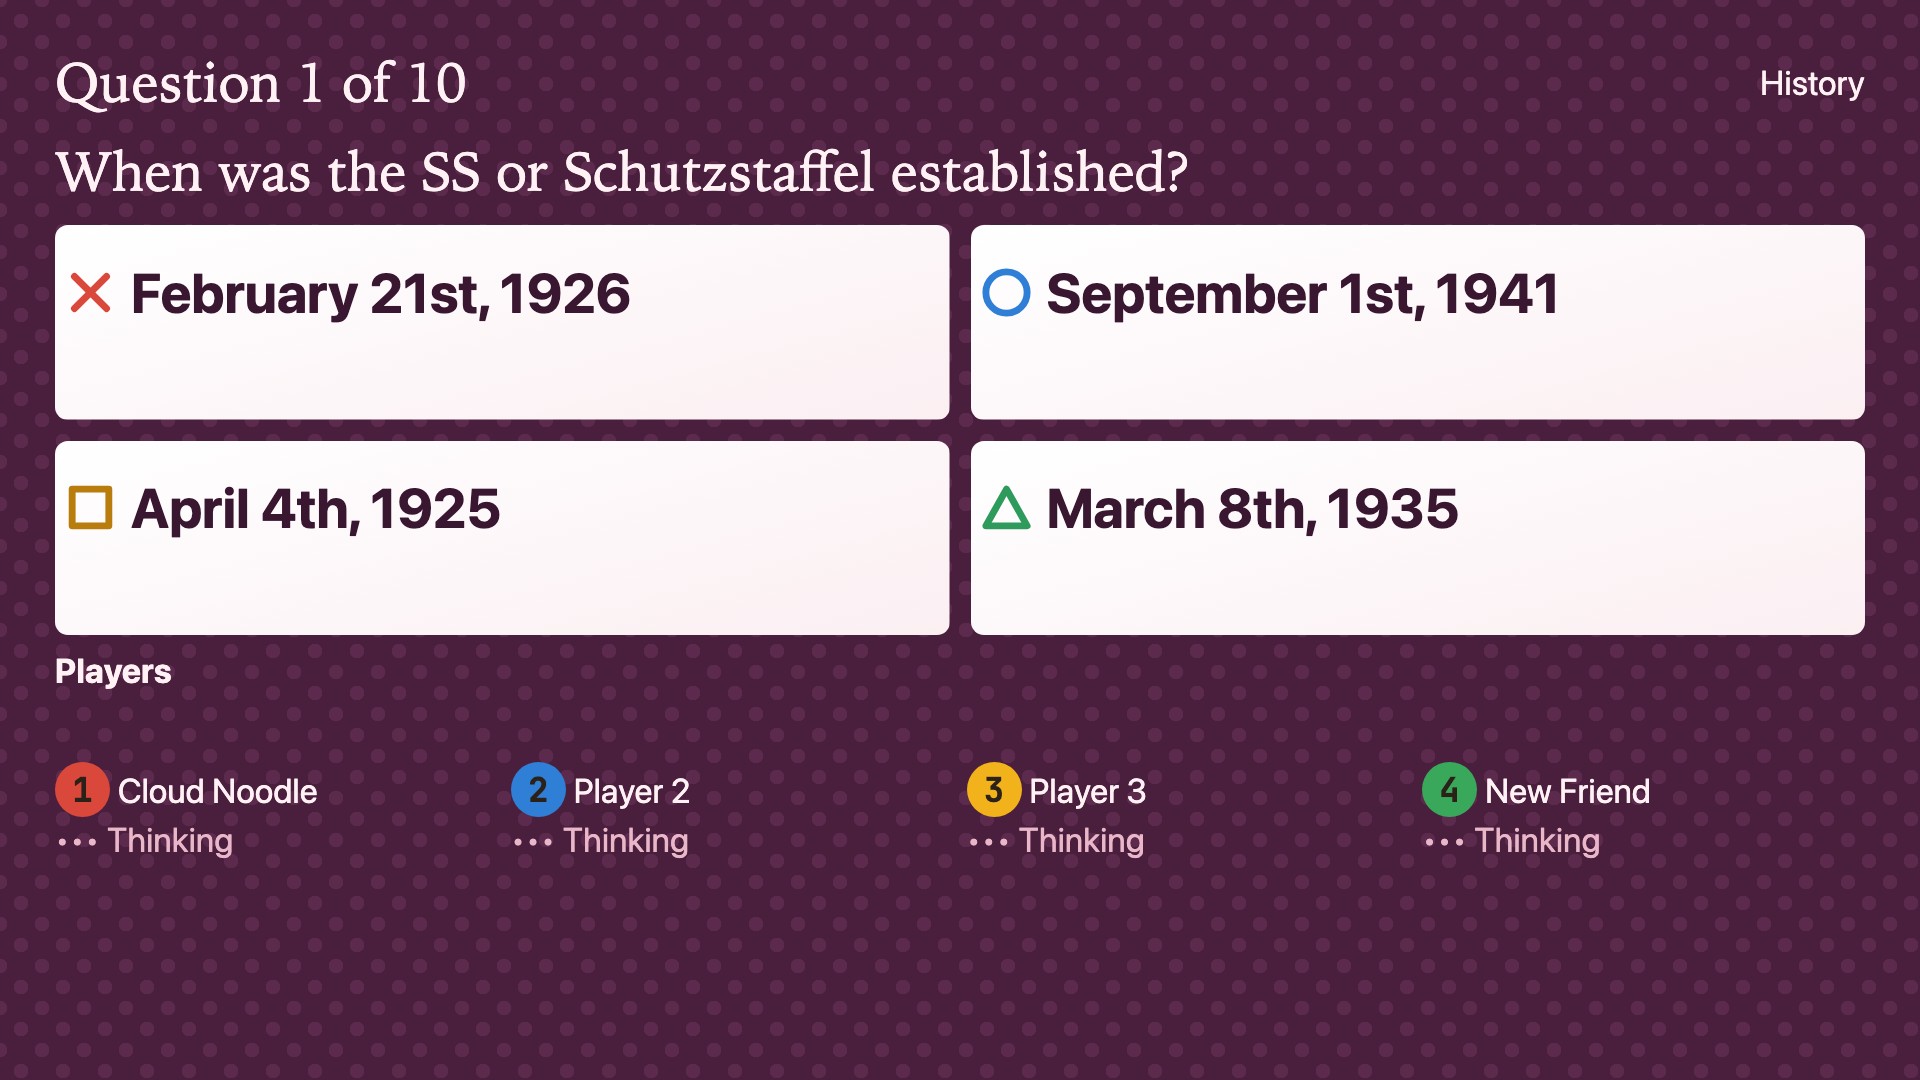 Question 1 of 10
History
When was the SS or Schutzstaffel established?
February 21st, 1926
September 1st, 1941
April 4th, 1925
March 8th, 1935
Players
1 Cloud Noodle
2 Player 2
3 Player 3
4 New Friend
••• Thinking
••• Thinking
••• Thinking
••• Thinking